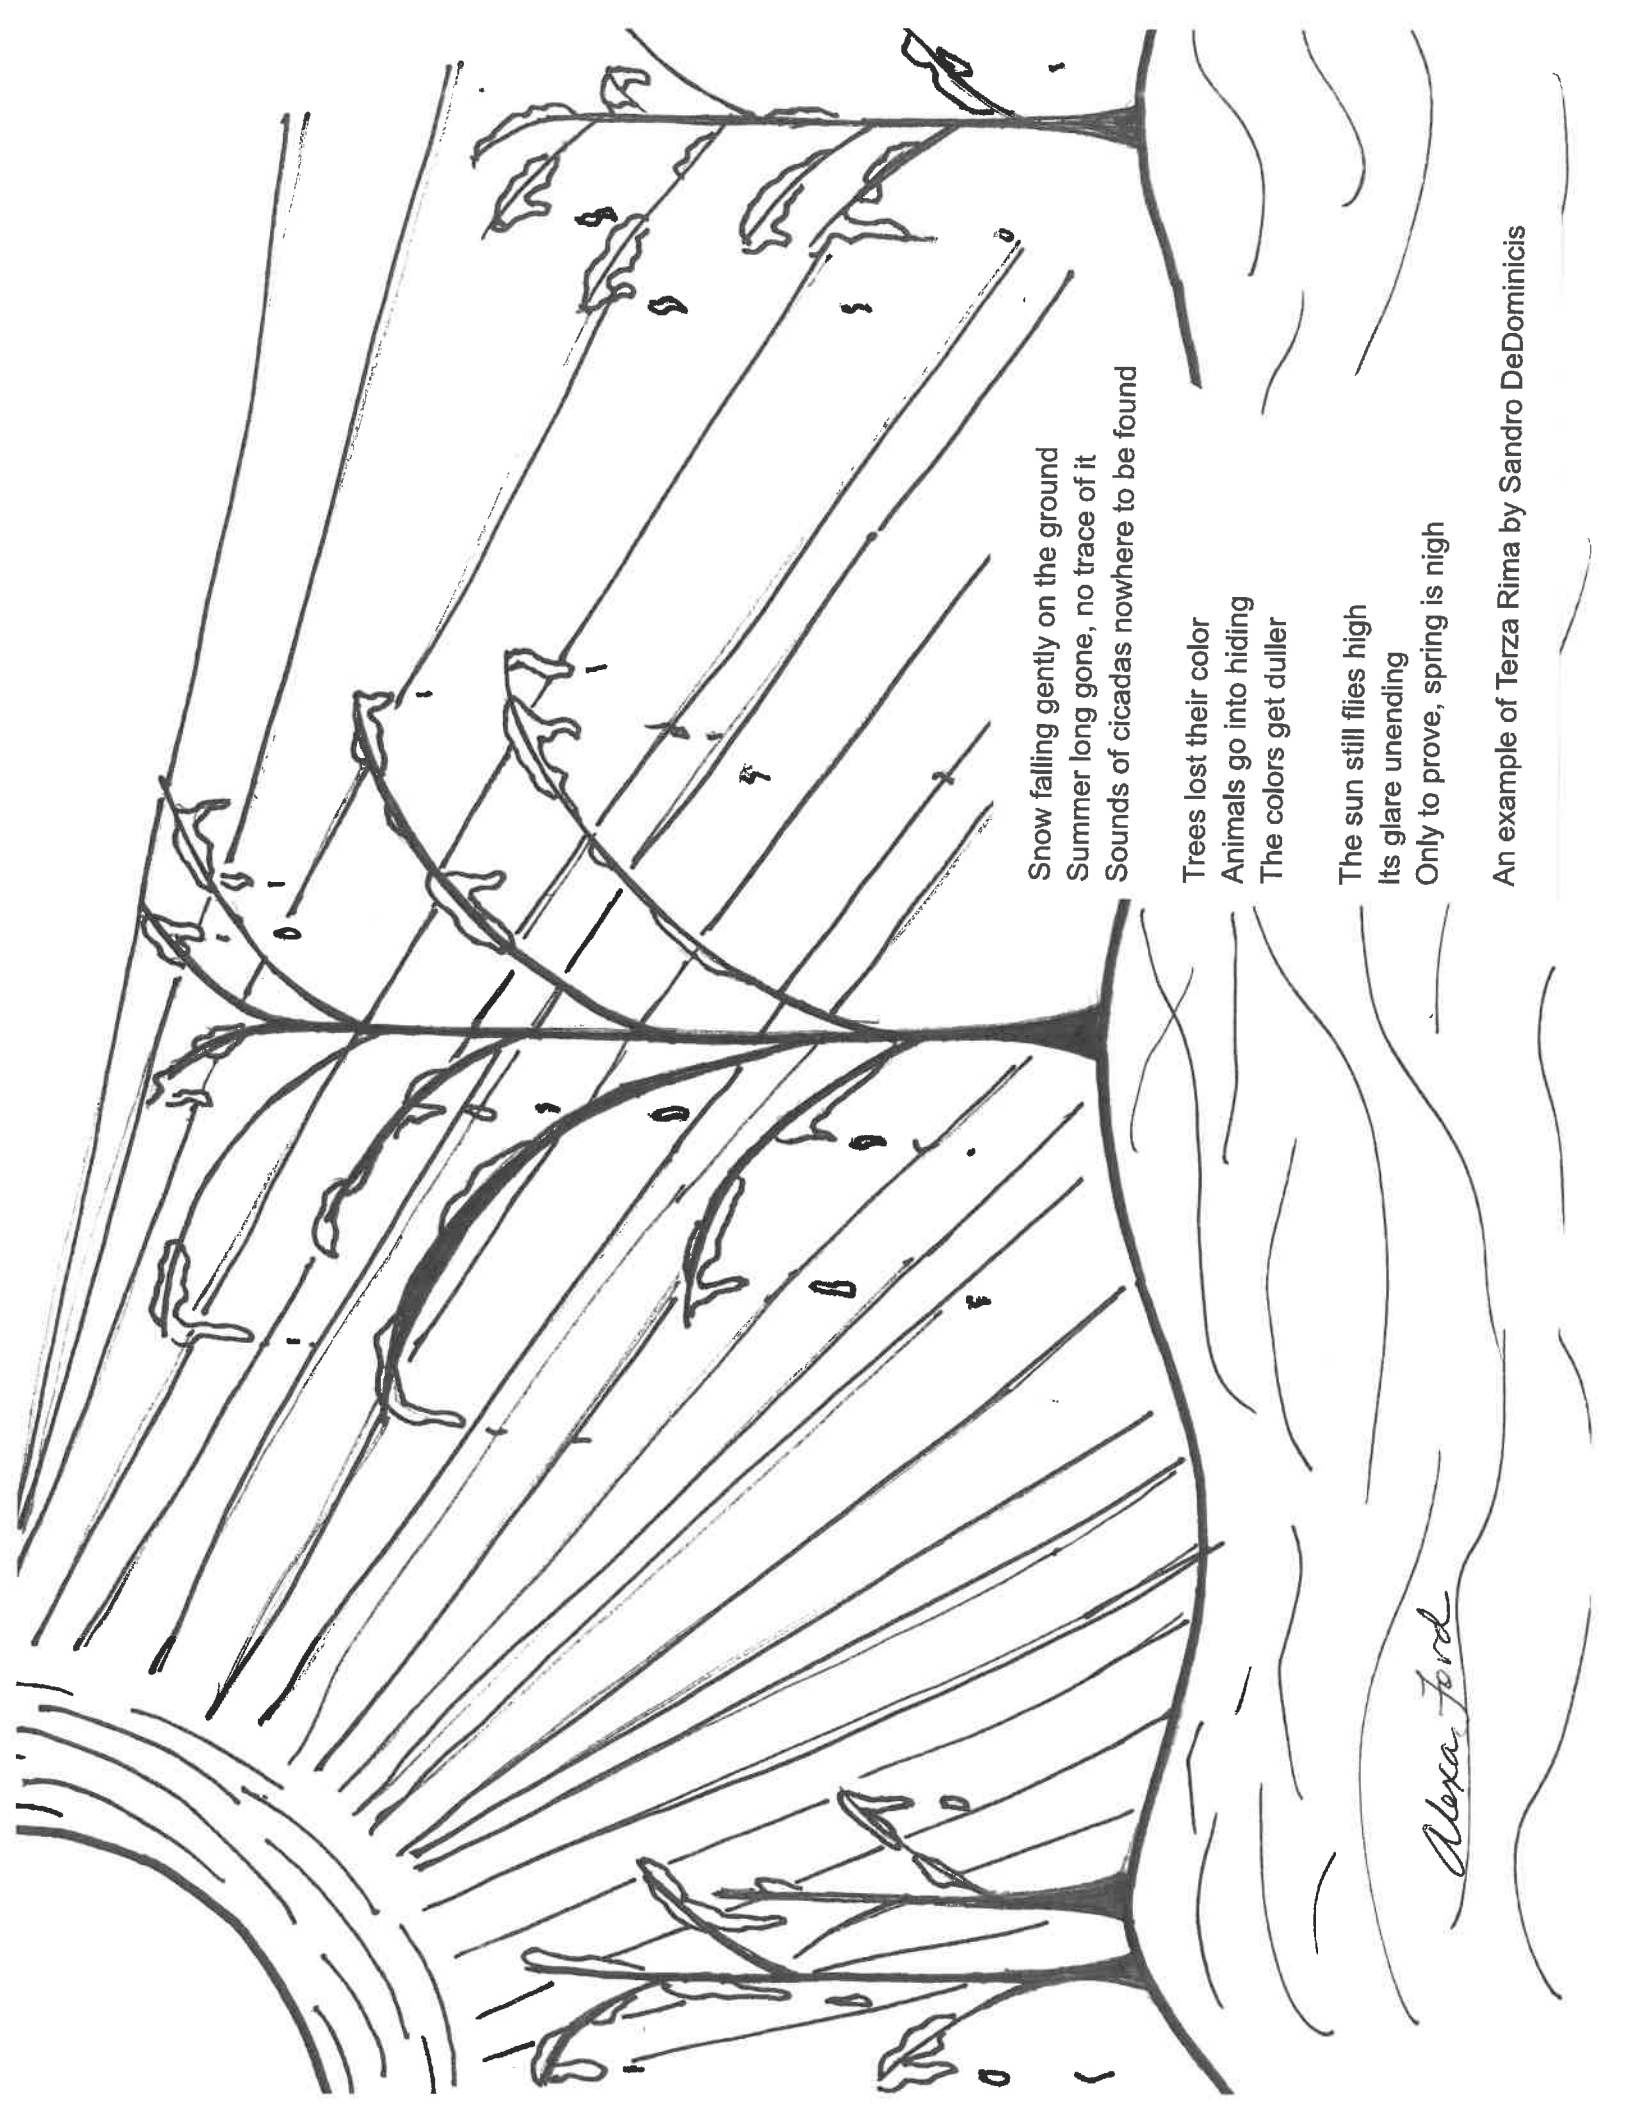 Snow falling gently on the ground
Summer long gone, no trace of it
Sounds of cicadas nowhere to be found
Trees lost their color
Animals go into hiding
The colors get duller
The sun still flies high
Its glare unending
Only to prove, spring is nigh
An example of Terza Rima by Sandro DeDominicis
Alexa Ford